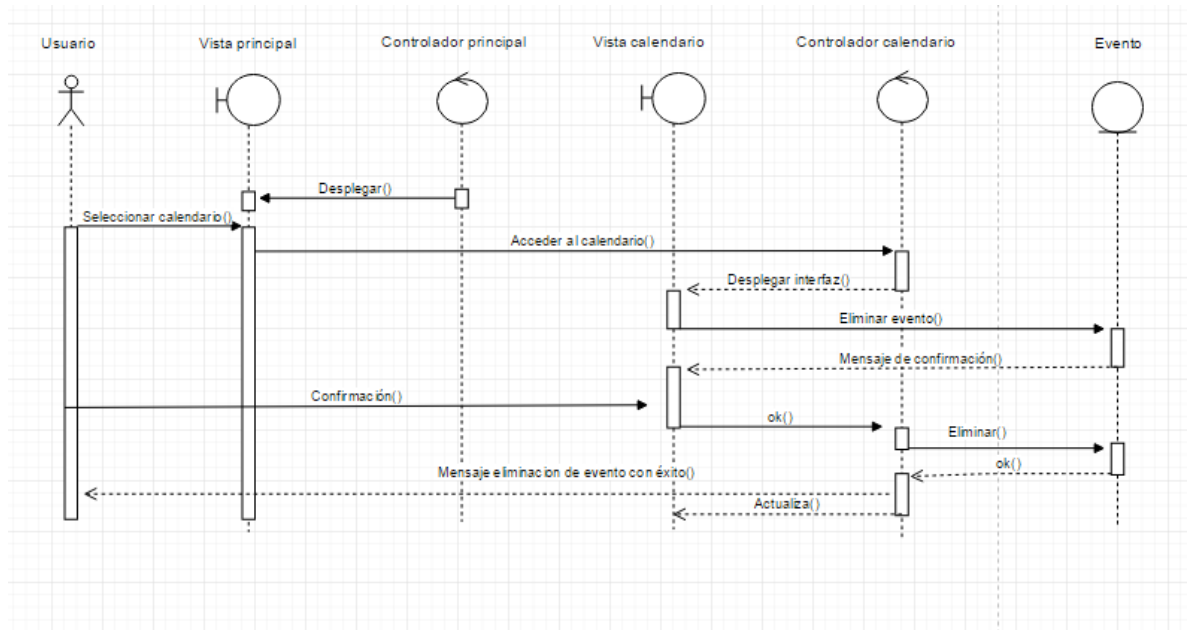 Usuario
Vista principal
Controlador principal
Vista calendario
Controlador calendario
Evento
Desplegar()
Seleccionar calendario()
Acceder al calendario()
Desplegar interfaz()
Eliminar evento()
Mensaje de confirmación()
Confirmación()
ok()
Eliminar()
ok()
Mensaje eliminacion de evento con éxito()
Actualiza()